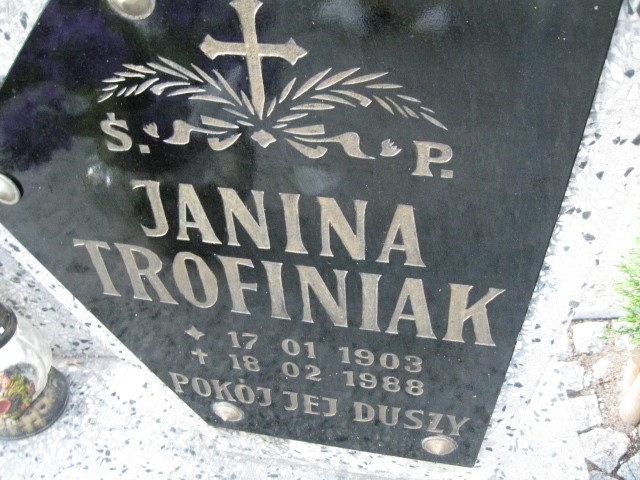 Ś. P.
JANINA
TROFINIAK
✦ 17 01 1903
✝ 18 02 1988
POKÓJ JEJ DUSZY